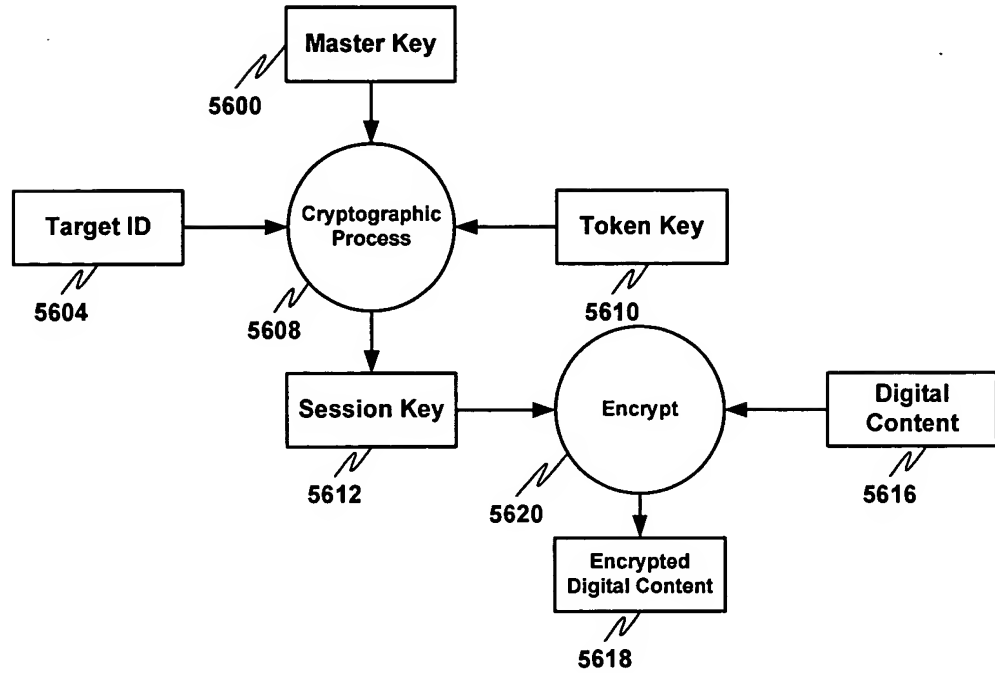 Master Key
5600
Target ID
5604
Cryptographic
Process
5608
Token Key
5610
Session Key
5612
Encrypt
5620
Digital
Content
5616
Encrypted
Digital Content
5618